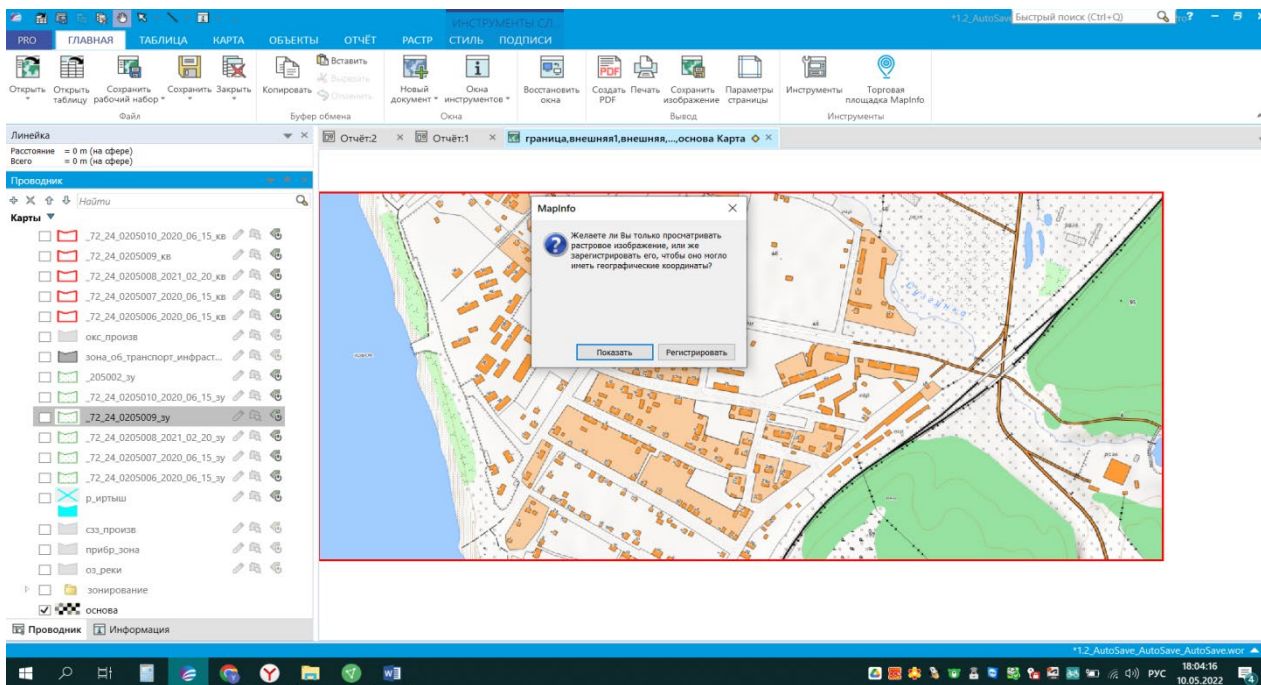 ИНСТРУМЕНТЫ СЛ...
*1.2_AutoSave
Быстрый поиск (Ctrl+Q)
PRO ГЛАВНАЯ ТАБЛИЦА КАРТА ОБЪЕКТЫ ОТЧЁТ РАСТР СТИЛЬ ПОДПИСИ
Открыть
Открыть таблицу
Сохранить рабочий набор
Сохранить
Закрыть
Файл
Копировать
Вставить
Вырезать
Отменить
Буфер обмена
Новый документ
Окна инструментов
Окна
Восстановить окна
Создать PDF
Печать
Сохранить изображение
Параметры страницы
Вывод
Инструменты
Торговая площадка MapInfo
Инструменты
Линейка
Расстояние = 0 m (на сфере)
Всего = 0 m (на сфере)
Отчёт:2
Отчёт:1
граница,внешняя1,внешняя,...,основа Карта
Проводник
Найти
Карты
_72_24_0205010_2020_06_15_кв
_72_24_0205009_кв
_72_24_0205008_2021_02_20_кв
_72_24_0205007_2020_06_15_кв
_72_24_0205006_2020_06_15_кв
окс_произв
зона_об_транспорт_инфраст...
_205002_зу
_72_24_0205010_2020_06_15_зу
_72_24_0205009_зу
_72_24_0205008_2021_02_20_зу
_72_24_0205007_2020_06_15_зу
_72_24_0205006_2020_06_15_зу
р_иртыш
сзз_произв
прибр_зона
оз_реки
зонирование
основа
Проводник Информация
MapInfo
Желаете ли Вы только просматривать
растровое изображение, или же
зарегистрировать его, чтобы оно могло
иметь географические координаты?
Показать Регистрировать
*1.2_AutoSave_AutoSave_AutoSave.wor
РУС
18:04:16
10.05.2022